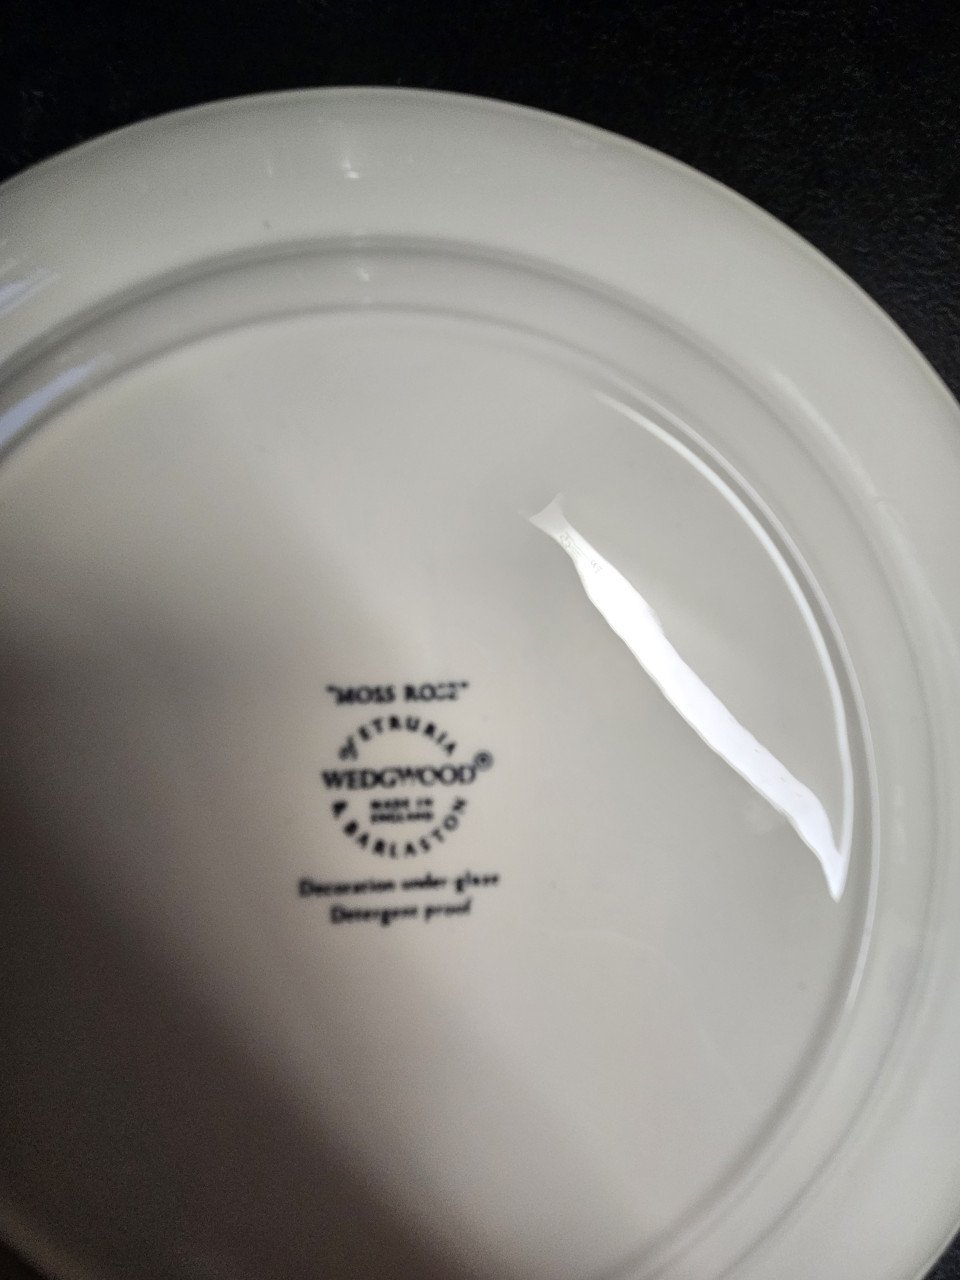 "MOSS ROSE"
OF ETRURIA
WEDGWOOD®
MADE IN
ENGLAND
& BARLASTON
Decoration under glaze
Detergent proof